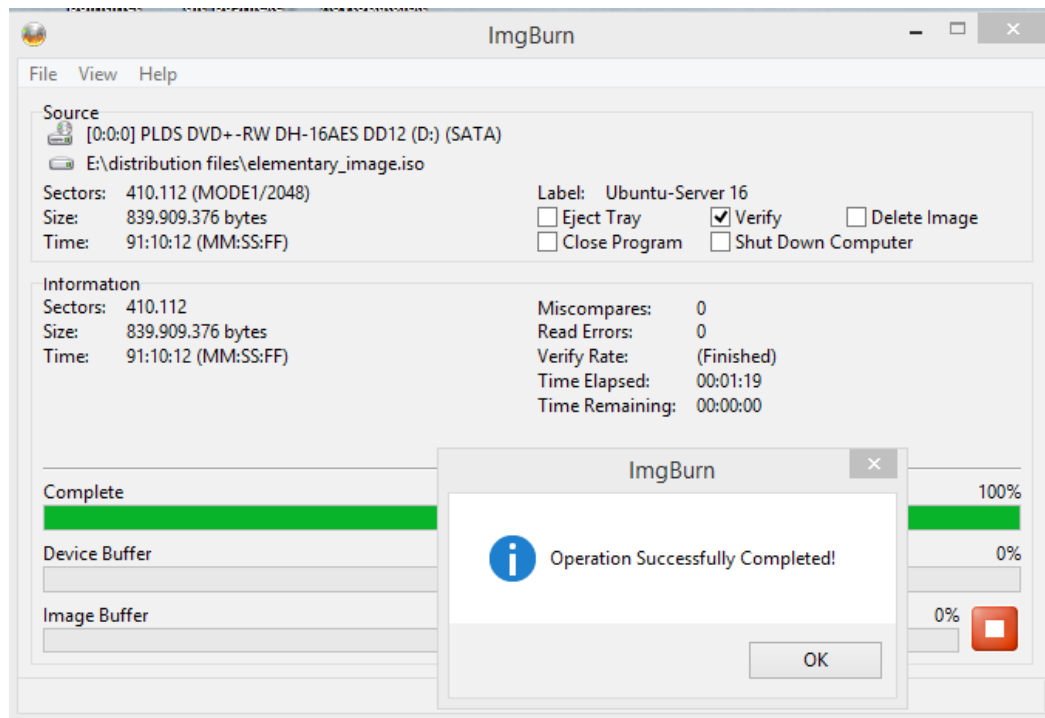 ImgBurn
File View Help
Source
[0:0:0] PLDS DVD+-RW DH-16AES DD12 (D:) (SATA)
E:\distribution files\elementary_image.iso
Sectors: 410.112 (MODE1/2048)
Size: 839.909.376 bytes
Time: 91:10:12 (MM:SS:FF)
Label: Ubuntu-Server 16
Eject Tray Verify Delete Image
Close Program Shut Down Computer
Information
Sectors: 410.112
Size: 839.909.376 bytes
Time: 91:10:12 (MM:SS:FF)
Miscompares: 0
Read Errors: 0
Verify Rate: (Finished)
Time Elapsed: 00:01:19
Time Remaining: 00:00:00
Complete 100%
Device Buffer 0%
Image Buffer 0%
ImgBurn
Operation Successfully Completed!
OK